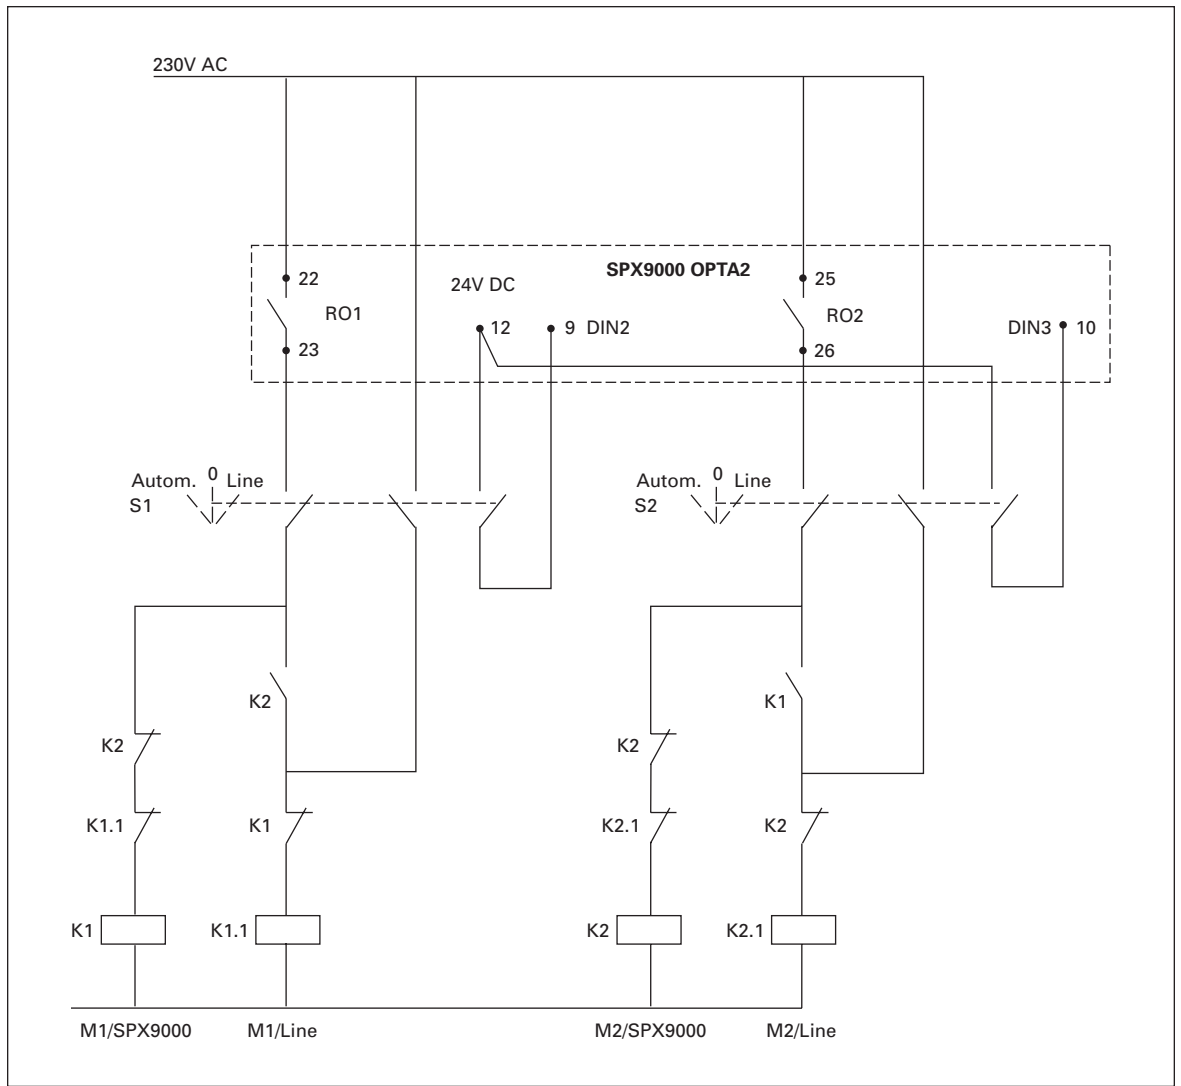 230V AC
SPX9000 OPTA2
22
RO1
23
24V DC
12
9 DIN2
25
RO2
26
DIN3 10
Autom. 0 Line
S1
Autom. 0 Line
S2
K2
K2
K1.1
K1
K1
K1.1
K1
K2
K2.1
K2
K2
K2.1
M1/SPX9000
M1/Line
M2/SPX9000
M2/Line